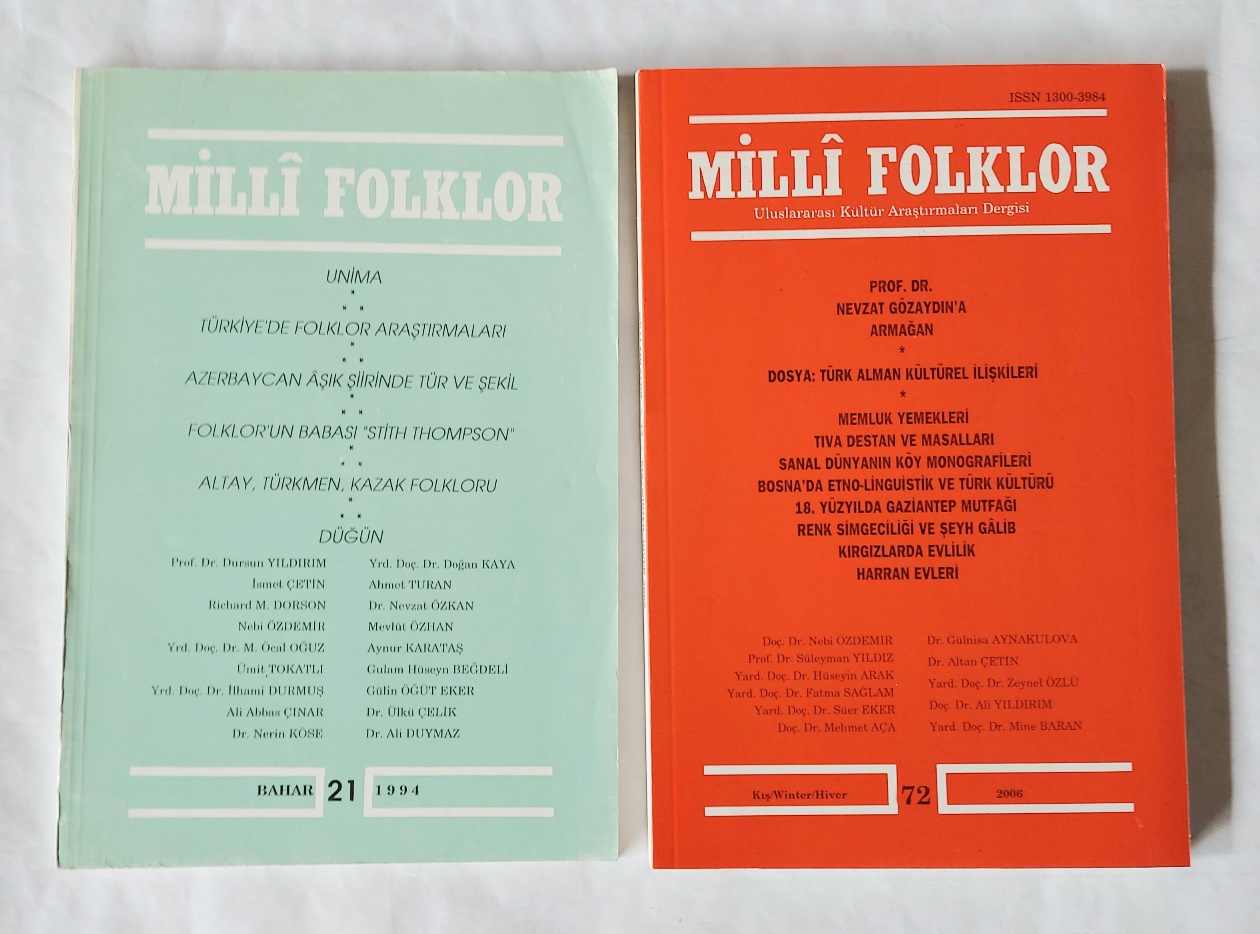 MİLLÎ FOLKLOR
UNİMA
*
* *
TÜRKİYE'DE FOLKLOR ARAŞTIRMALARI
*
* *
AZERBAYCAN ÂŞIK ŞİİRİNDE TÜR VE ŞEKİL
*
* *
FOLKLOR'UN BABASI "STİTH THOMPSON"
*
* *
ALTAY, TÜRKMEN, KAZAK FOLKLORU
*
* *
DÜĞÜN
Prof. Dr. Dursun YILDIRIM
İsmet ÇETİN
Richard M. DORSON
Nebi ÖZDEMİR
Yrd. Doç. Dr. M. Öcal OĞUZ
Ümit TOKATLI
Yrd. Doç. Dr. İlhami DURMUŞ
Ali Abbas ÇINAR
Dr. Nerin KÖSE
Yrd. Doç. Dr. Doğan KAYA
Ahmet TURAN
Dr. Nevzat ÖZKAN
Mevlüt ÖZHAN
Aynur KARATAŞ
Gulam Hüseyn BEĞDELİ
Gülin ÖĞÜT EKER
Dr. Ülkü ÇELİK
Dr. Ali DUYMAZ
BAHAR 21 1994
ISSN 1300-3984
MİLLÎ FOLKLOR
Uluslararası Kültür Araştırmaları Dergisi
PROF. DR.
NEVZAT GÖZAYDIN'A
ARMAĞAN
*
DOSYA: TÜRK ALMAN KÜLTÜREL İLİŞKİLERİ
*
MEMLUK YEMEKLERİ
TIVA DESTAN VE MASALLARI
SANAL DÜNYANIN KÖY MONOGRAFİLERİ
BOSNA'DA ETNO-LİNGUİSTİK VE TÜRK KÜLTÜRÜ
18. YÜZYILDA GAZİANTEP MUTFAĞI
RENK SİMGECİLİĞİ VE ŞEYH GÂLİB
KIRGIZLARDA EVLİLİK
HARRAN EVLERİ
Doç. Dr. Nebi ÖZDEMİR
Prof. Dr. Süleyman YILDIZ
Yard. Doç. Dr. Hüseyin ARAK
Yard. Doç. Dr. Fatma SAĞLAM
Yard. Doç. Dr. Süer EKER
Doç. Dr. Mehmet AÇA
Dr. Gülnisa AYNAKULOVA
Dr. Altan ÇETİN
Yard. Doç. Dr. Zeynel ÖZLÜ
Doç. Dr. Ali YILDIRIM
Yard. Doç. Dr. Mine BARAN
Kış/Winter/Hiver 72 2006